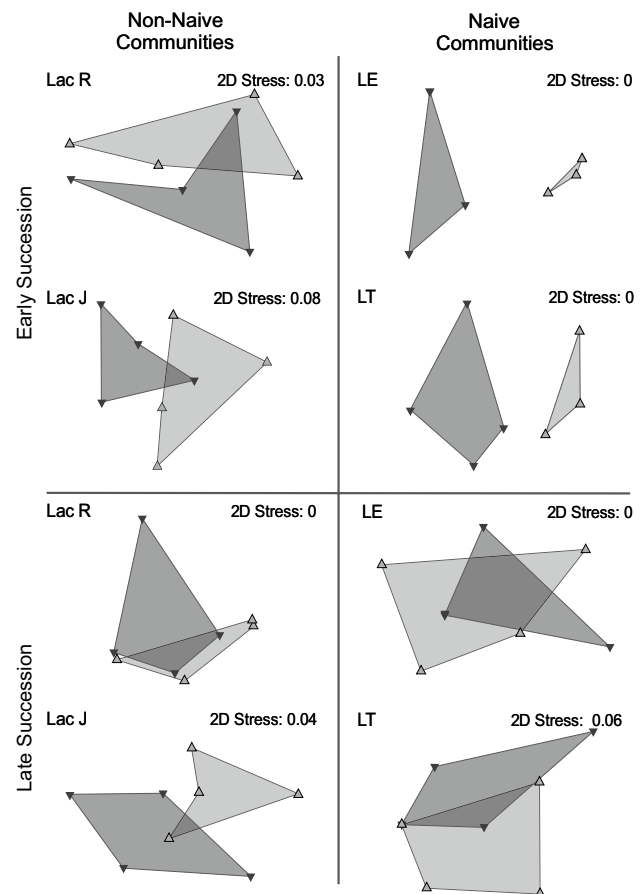 Non-Naive
Communities
Naive
Communities
Early Succession
Lac R
2D Stress: 0.03
LE
2D Stress: 0
Lac J
2D Stress: 0.08
LT
2D Stress: 0
Late Succession
Lac R
2D Stress: 0
LE
2D Stress: 0
Lac J
2D Stress: 0.04
LT
2D Stress: 0.06